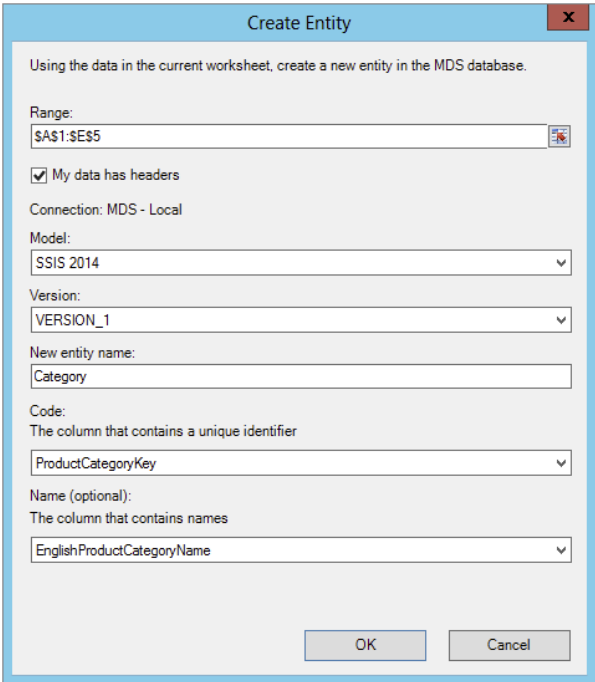 Create Entity
x
Using the data in the current worksheet, create a new entity in the MDS database.
Range:
$A$1:$E$5
My data has headers
Connection: MDS - Local
Model:
SSIS 2014
Version:
VERSION_1
New entity name:
Category
Code:
The column that contains a unique identifier
ProductCategoryKey
Name (optional):
The column that contains names
EnglishProductCategoryName
OK Cancel